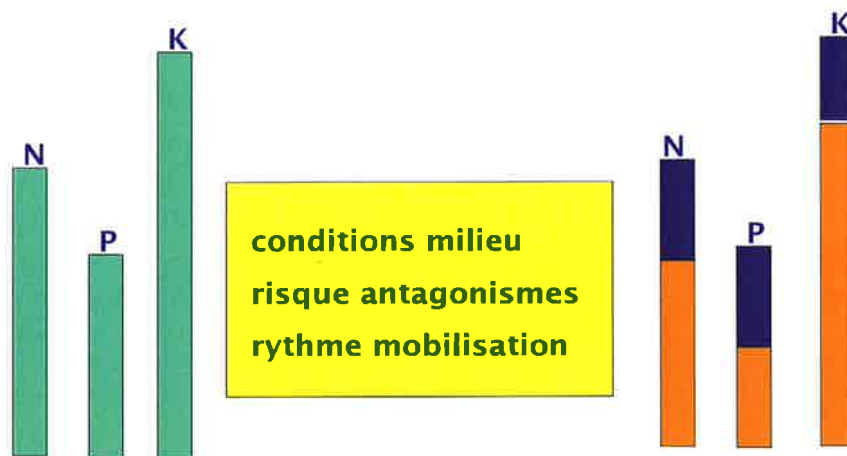 K
N
P
conditions milieu
risque antagonismes
rythme mobilisation
K
N
P